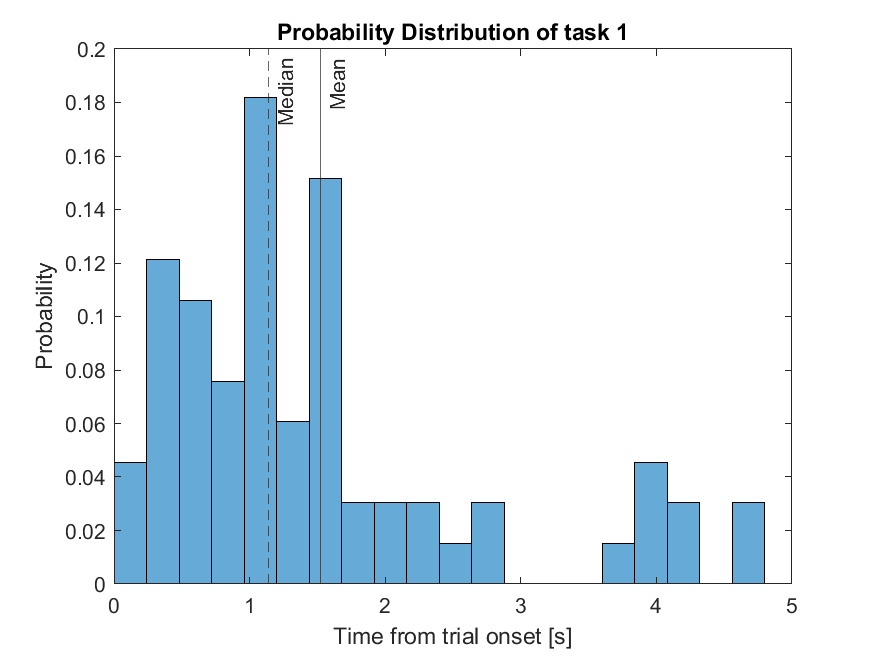 Probability Distribution of task 1
0.2
0.18
0.16
0.14
0.12
0.1
0.08
0.06
0.04
0.02
0
Probability
Median
Mean
0 1 2 3 4 5
Time from trial onset [s]